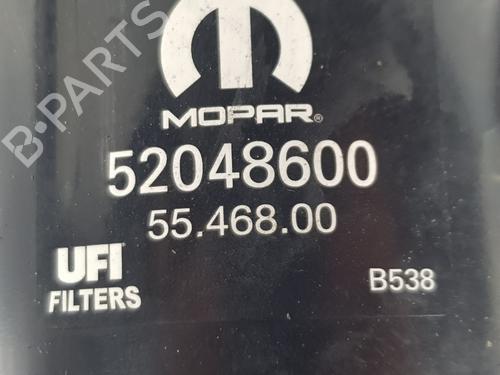 MOPAR®
52048600
55.468.00
UFI
FILTERS
B538
B-PARTS